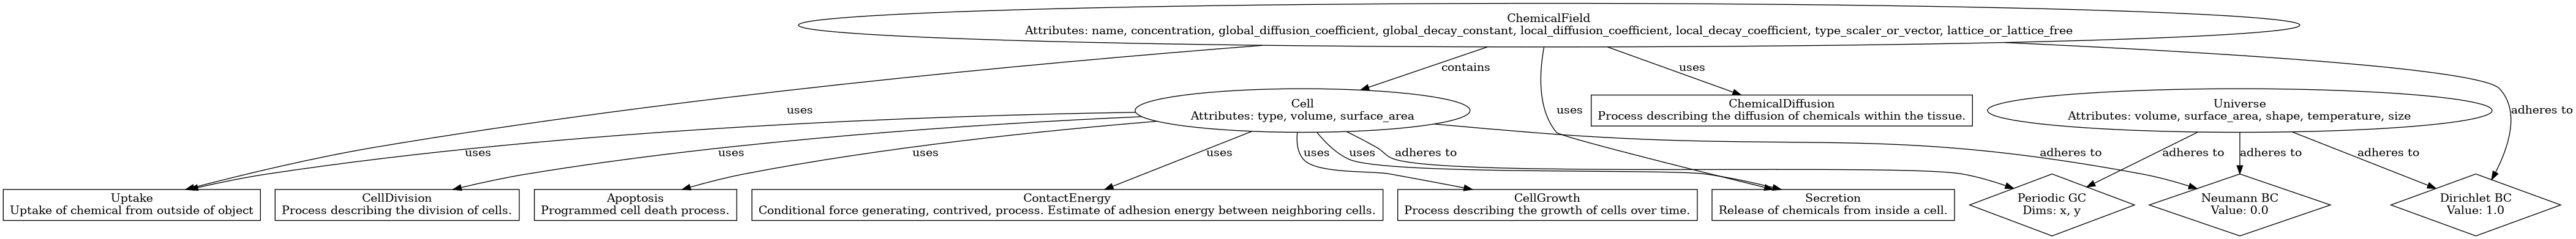 ChemicalField
Attributes: name, concentration, global_diffusion_coefficient, global_decay_constant, local_diffusion_coefficient, local_decay_coefficient, type_scaler_or_vector, lattice_or_lattice_free
contains
uses
uses
uses
adheres to
Cell
Attributes: type, volume, surface_area
ChemicalDiffusion
Process describing the diffusion of chemicals within the tissue.
Universe
Attributes: volume, surface_area, shape, temperature, size
uses
uses
uses
uses
uses
uses
adheres to
adheres to
adheres to
adheres to
adheres to
Uptake
Uptake of chemical from outside of object
CellDivision
Process describing the division of cells.
Apoptosis
Programmed cell death process.
ContactEnergy
Conditional force generating, contrived, process. Estimate of adhesion energy between neighboring cells.
CellGrowth
Process describing the growth of cells over time.
Secretion
Release of chemicals from inside a cell.
Periodic GC
Dims: x, y
Neumann BC
Value: 0.0
Dirichlet BC
Value: 1.0